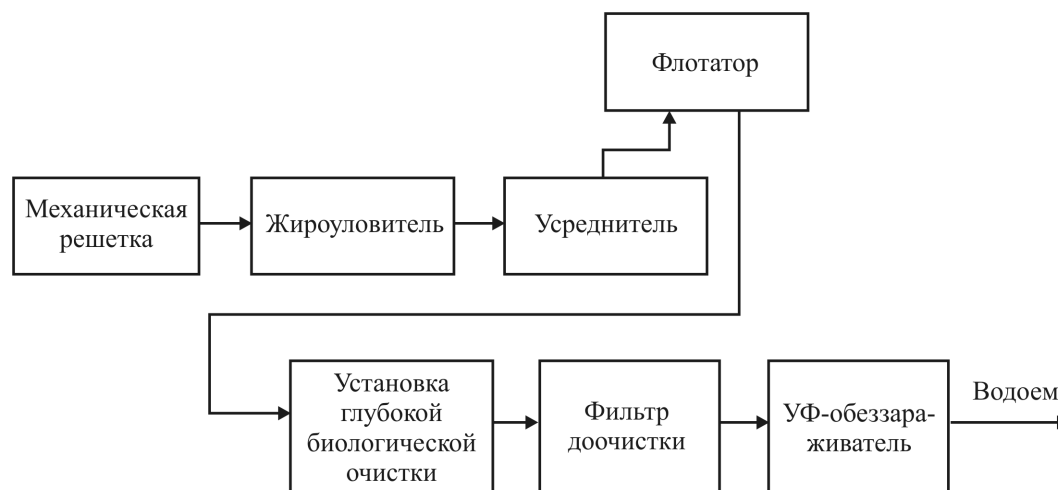 Флотатор
Механическая
решетка
Жироуловитель
Усреднитель
Установка
глубокой
биологической
очистки
Фильтр
доочистки
УФ-обеззара-
живатель
Водоем